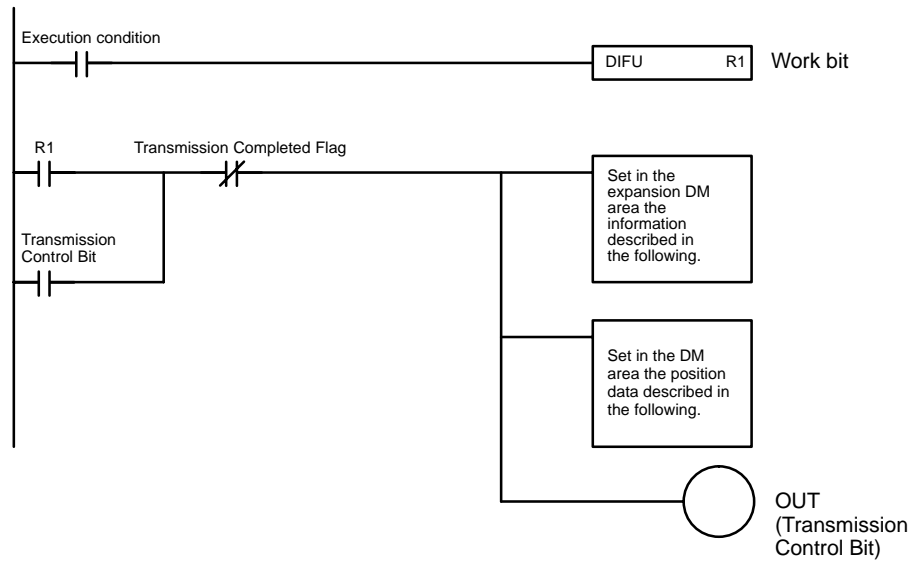 Execution condition
DIFU R1
Work bit
R1
Transmission Completed Flag
Set in the
expansion DM
area the
information
described in
the following.
Transmission
Control Bit
Set in the DM
area the position
data described in
the following.
OUT
(Transmission
Control Bit)